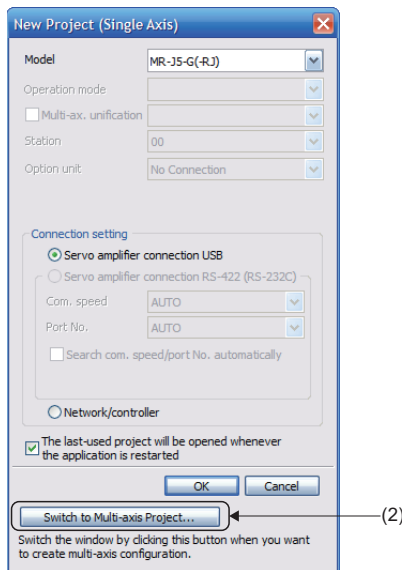 New Project (Single Axis)
Model
MR-J5-G(-RJ)
Operation mode
Multi-ax. unification
Station
00
Option unit
No Connection
Connection setting
Servo amplifier connection USB
Servo amplifier connection RS-422 (RS-232C)
Com. speed
AUTO
Port No.
AUTO
Search com. speed/port No. automatically
Network/controller
The last-used project will be opened whenever
the application is restarted
OK
Cancel
Switch to Multi-axis Project...
(2)
Switch the window by clicking this button when you want
to create multi-axis configuration.